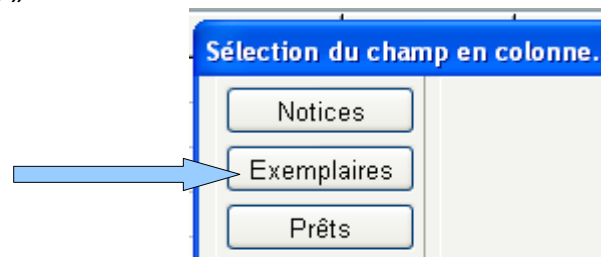 Sélection du champ en colonne.
Notices
Exemplaires
Prêts